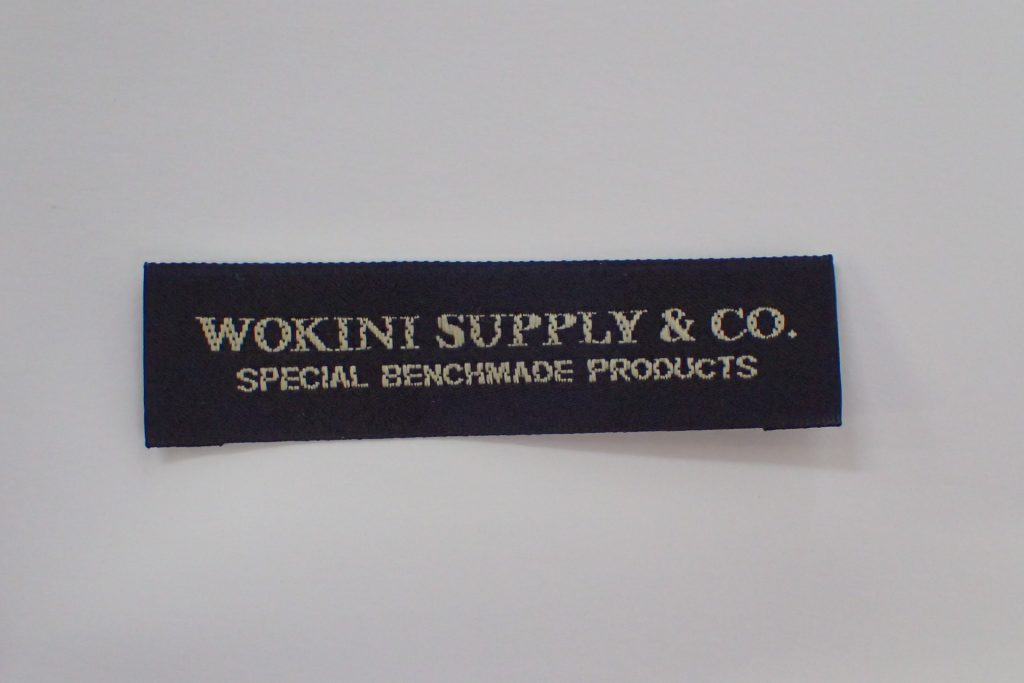 WOKINI SUPPLY & CO.
SPECIAL BENCHMADE PRODUCTS